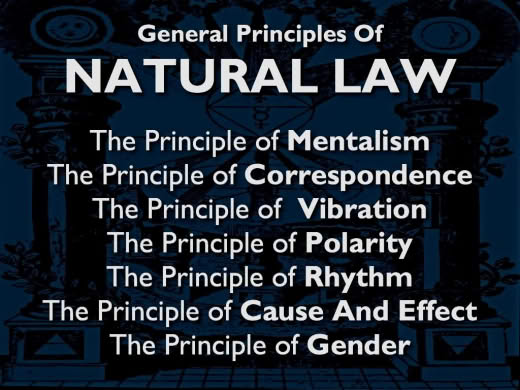 General Principles Of
NATURAL LAW
The Principle of Mentalism
The Principle of Correspondence
The Principle of Vibration
The Principle of Polarity
The Principle of Rhythm
The Principle of Cause And Effect
The Principle of Gender